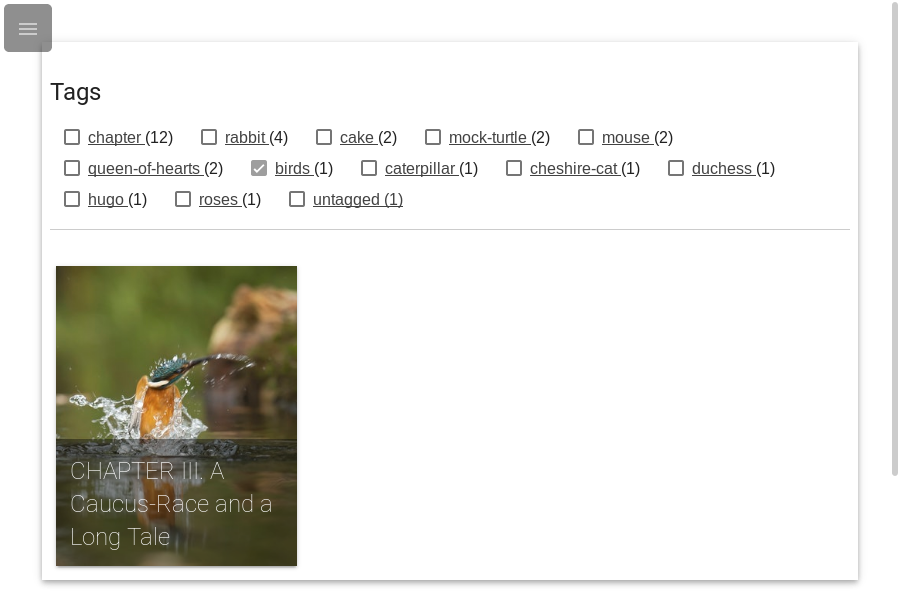 Tags
chapter (12) rabbit (4) cake (2) mock-turtle (2) mouse (2)
queen-of-hearts (2) birds (1) caterpillar (1) cheshire-cat (1) duchess (1)
hugo (1) roses (1) untagged (1)
CHAPTER III. A
Caucus-Race and a
Long Tale